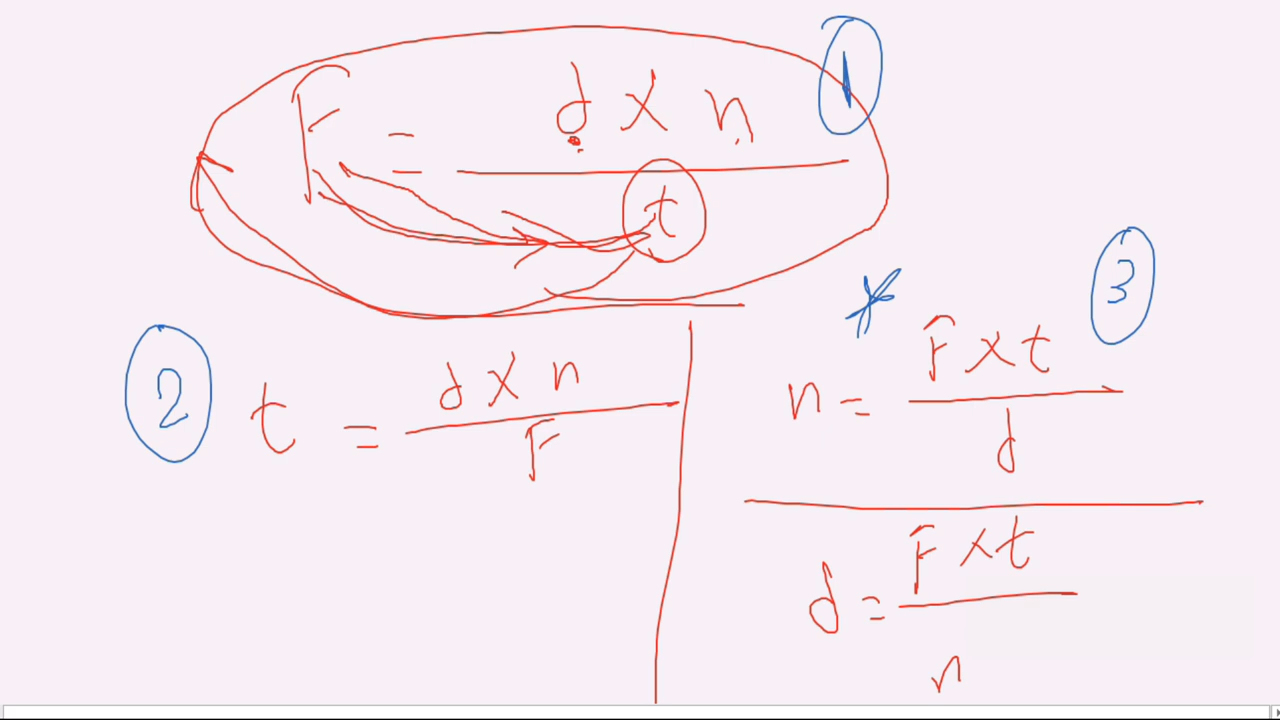 F = d X n / t
1
2
t = d X n / F
*
3
n = F X t / d
d = F X t / n